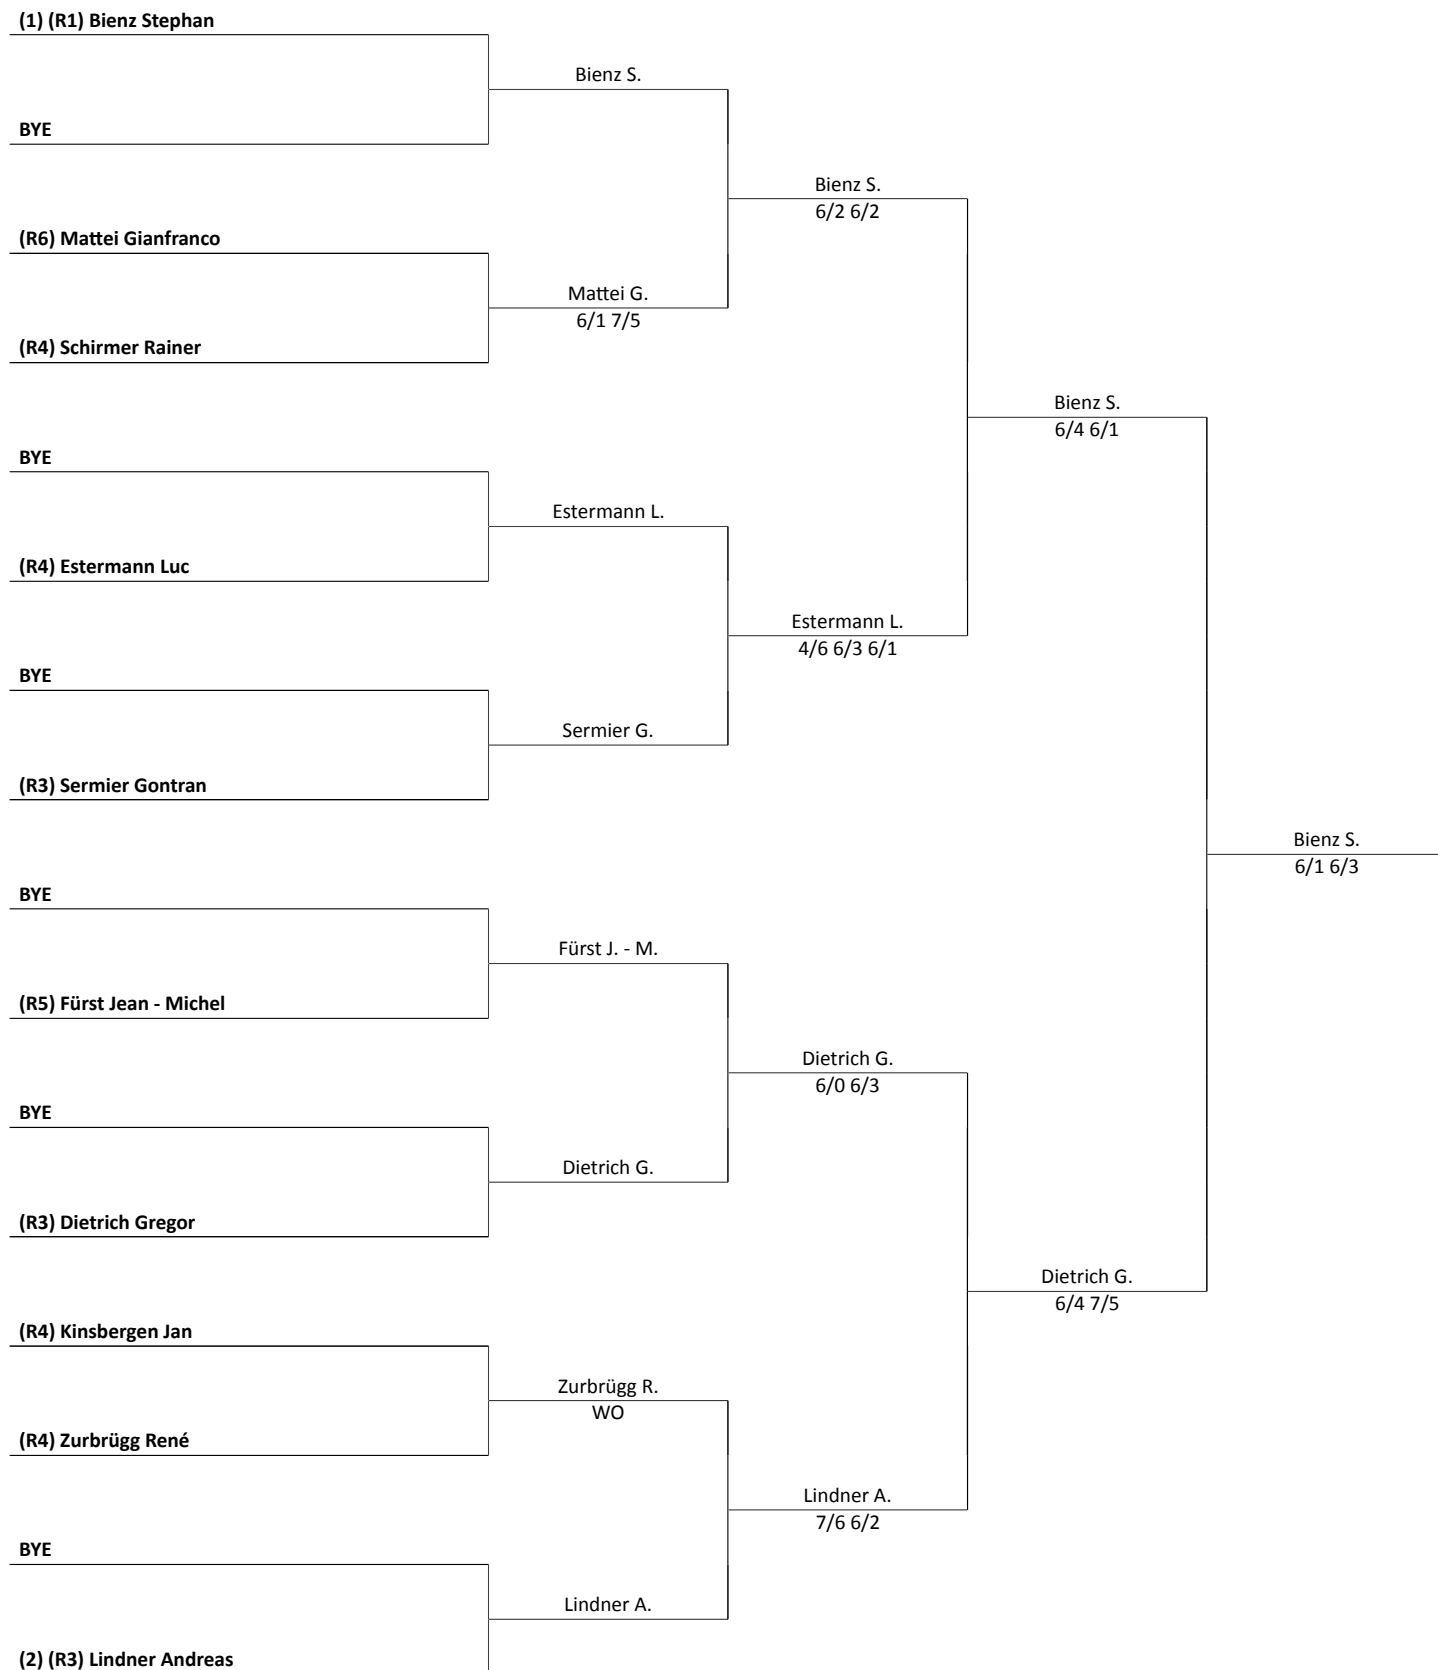 (1) (R1) Bienz Stephan
Bienz S.
BYE
Bienz S.
6/2 6/2
(R6) Mattei Gianfranco
Mattei G.
6/1 7/5
(R4) Schirmer Rainer
Bienz S.
6/4 6/1
BYE
Estermann L.
(R4) Estermann Luc
Estermann L.
4/6 6/3 6/1
BYE
Sermier G.
(R3) Sermier Gontran
Bienz S.
6/1 6/3
BYE
Fürst J. - M.
(R5) Fürst Jean - Michel
Dietrich G.
6/0 6/3
BYE
Dietrich G.
(R3) Dietrich Gregor
Dietrich G.
6/4 7/5
(R4) Kinsbergen Jan
Zurbrügg R.
WO
(R4) Zurbrügg René
Lindner A.
7/6 6/2
BYE
Lindner A.
(2) (R3) Lindner Andreas